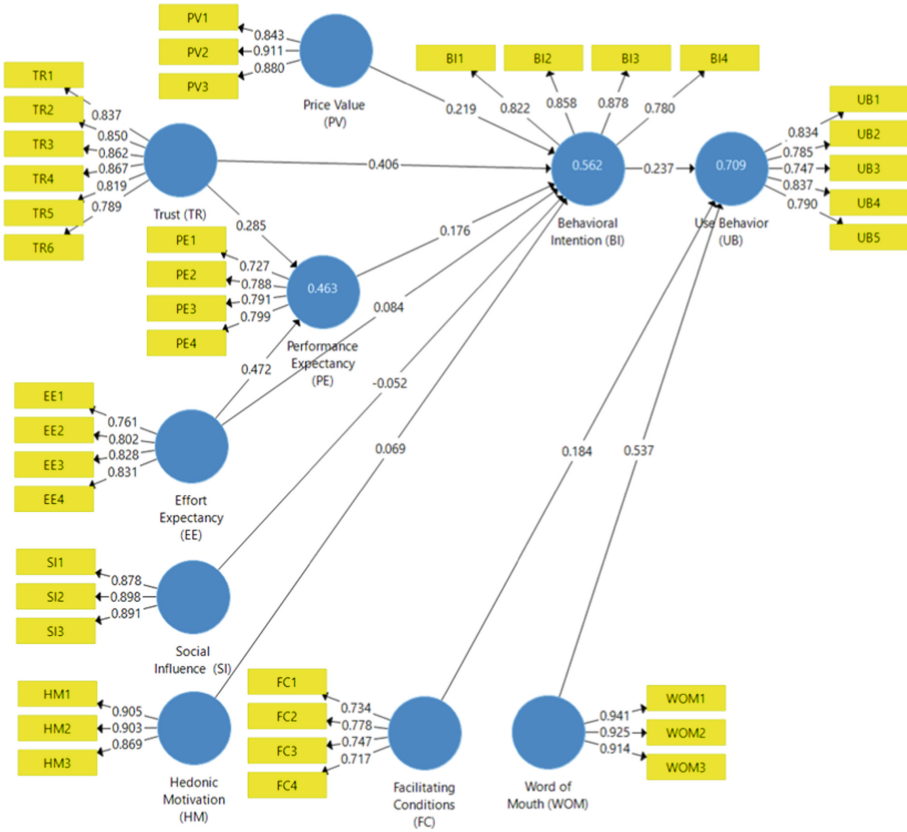 PV1
PV2
PV3
0.843
0.911
0.880
Price Value
(PV)
BI1
BI2
BI3
BI4
0.822
0.858
0.878
0.780
TR1
TR2
TR3
TR4
TR5
TR6
0.837
0.850
0.862
0.867
0.819
0.789
Trust (TR)
0.219
0.406
0.562
Behavioral
Intention (BI)
0.237
0.709
Use Behavior
(UB)
UB1
UB2
UB3
UB4
UB5
0.834
0.785
0.747
0.837
0.790
0.285
0.176
PE1
PE2
PE3
PE4
0.727
0.788
0.791
0.799
0.463
Performance
Expectancy
(PE)
0.084
0.472
-0.052
0.069
0.184
0.537
EE1
EE2
EE3
EE4
0.761
0.802
0.828
0.831
Effort
Expectancy
(EE)
SI1
SI2
SI3
0.878
0.898
0.891
Social
Influence (SI)
HM1
HM2
HM3
0.905
0.903
0.869
Hedonic
Motivation
(HM)
FC1
FC2
FC3
FC4
0.734
0.778
0.747
0.717
Facilitating
Conditions
(FC)
Word of
Mouth (WOM)
0.941
0.925
0.914
WOM1
WOM2
WOM3